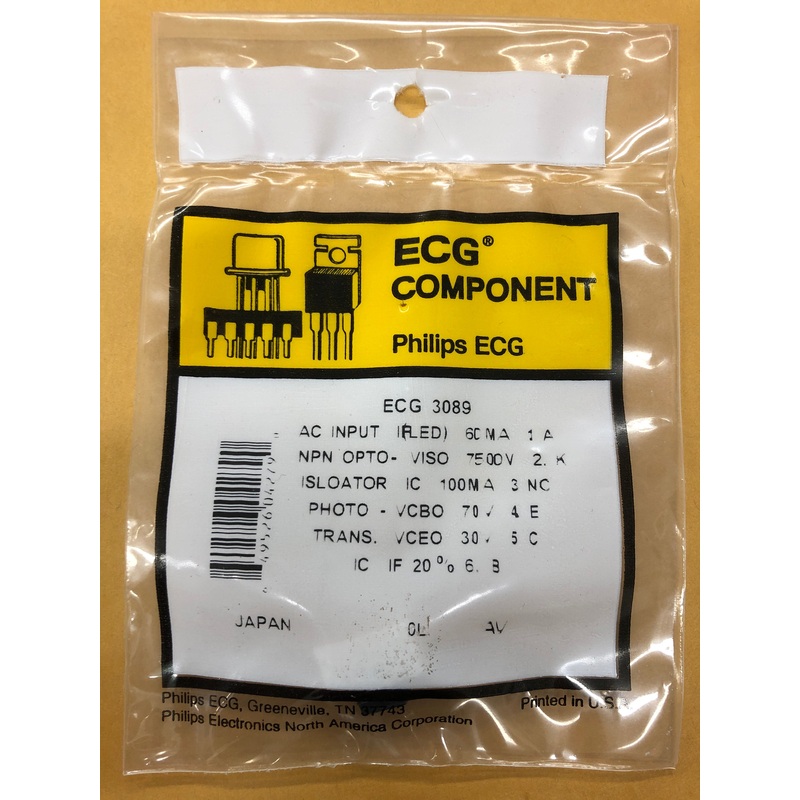 ECG®
COMPONENT
Philips ECG
ECG 3089
AC INPUT I(FLED) 60MA 1 A
NPN OPTO- VISO 7500V 2. K
ISLOATOR IC 100MA 3 NC
PHOTO - VCBO 70V 4 E
TRANS. VCEO 30V 5 C
IC IF 20% 6. B
JAPAN
Philips ECG, Greeneville, TN 37743
Printed in U.S.
Philips Electronics North America Corporation